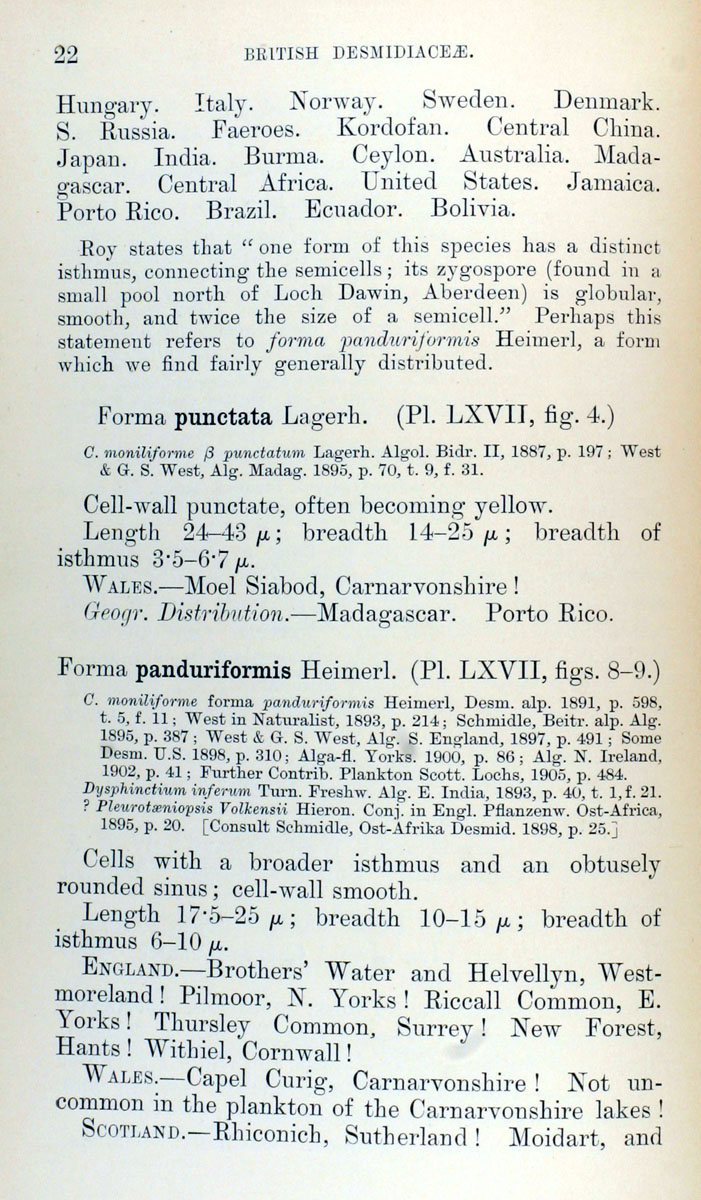 22 BRITISH DESMIDIACEÆ.
Hungary. Italy. Norway. Sweden. Denmark.
S. Russia. Faeroes. Kordofan. Central China.
Japan. India. Burma. Ceylon. Australia. Mada-
gascar. Central Africa. United States. Jamaica.
Porto Rico. Brazil. Ecuador. Bolivia.
Roy states that “one form of this species has a distinct
isthmus, connecting the semicells; its zygospore (found in a
small pool north of Loch Dawin, Aberdeen) is globular,
smooth, and twice the size of a semicell.” Perhaps this
statement refers to forma panduriformis Heimerl, a form
which we find fairly generally distributed.
Forma punctata Lagerh. (Pl. LXVII, fig. 4.)
C. moniliforme β punctatum Lagerh. Algol. Bidr. II, 1887, p. 197; West
& G. S. West, Alg. Madag. 1895, p. 70, t. 9, f. 31.
Cell-wall punctate, often becoming yellow.
Length 24–43 μ; breadth 14–25 μ; breadth of
isthmus 3·5–6·7 μ.
WALES.—Moel Siabod, Carnarvonshire!
Geogr. Distribution.—Madagascar. Porto Rico.
Forma panduriformis Heimerl. (Pl. LXVII, figs. 8–9.)
C. moniliforme forma panduriformis Heimerl, Desm. alp. 1891, p. 598,
t. 5, f. 11; West in Naturalist, 1893, p. 214; Schmidle, Beitr. alp. Alg.
1895, p. 387; West & G. S. West, Alg. S. England, 1897, p. 491; Some
Desm. U.S. 1898, p. 310; Alga-fl. Yorks. 1900, p. 86; Alg. N. Ireland,
1902, p. 41; Further Contrib. Plankton Scott. Lochs, 1905, p. 484.
Dysphinctium inferum Turn. Freshw. Alg. E. India, 1893, p. 40, t. 1, f. 21.
? Pleurotæniopsis Volkensii Hieron. Conj. in Engl. Pflanzenw. Ost-Africa,
1895, p. 20. [Consult Schmidle, Ost-Afrika Desmid. 1898, p. 25.]
Cells with a broader isthmus and an obtusely
rounded sinus; cell-wall smooth.
Length 17·5–25 μ; breadth 10–15 μ; breadth of
isthmus 6–10 μ.
ENGLAND.—Brothers’ Water and Helvellyn, West-
moreland! Pilmoor, N. Yorks! Riccall Common, E.
Yorks! Thursley Common, Surrey! New Forest,
Hants! Withiel, Cornwall!
WALES.—Capel Curig, Carnarvonshire! Not un-
common in the plankton of the Carnarvonshire lakes!
SCOTLAND.—Rhiconich, Sutherland! Moidart, and